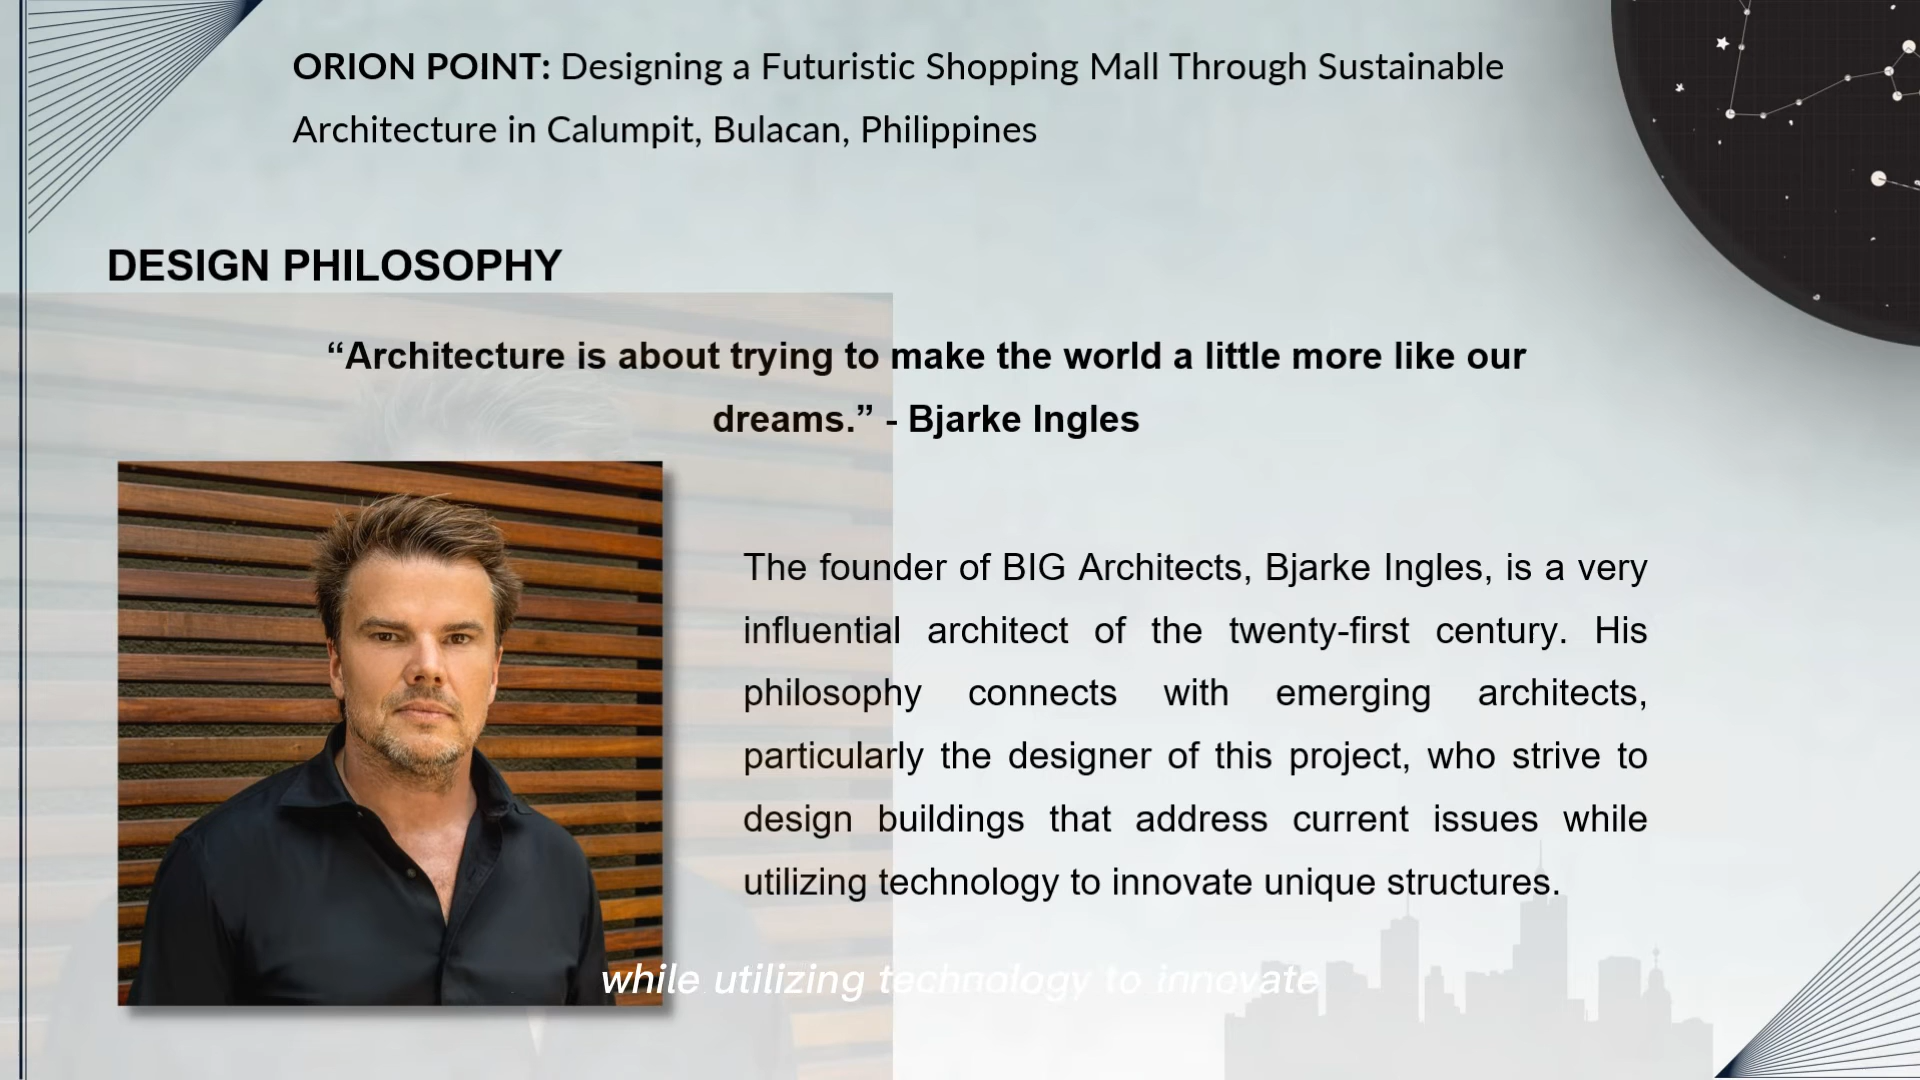 ORION POINT: Designing a Futuristic Shopping Mall Through Sustainable
Architecture in Calumpit, Bulacan, Philippines
DESIGN PHILOSOPHY
“Architecture is about trying to make the world a little more like our
dreams.” - Bjarke Ingles
The founder of BIG Architects, Bjarke Ingles, is a very
influential architect of the twenty-first century. His
philosophy connects with emerging architects,
particularly the designer of this project, who strive to
design buildings that address current issues while
utilizing technology to innovate unique structures.
while utilizing technology to innovate